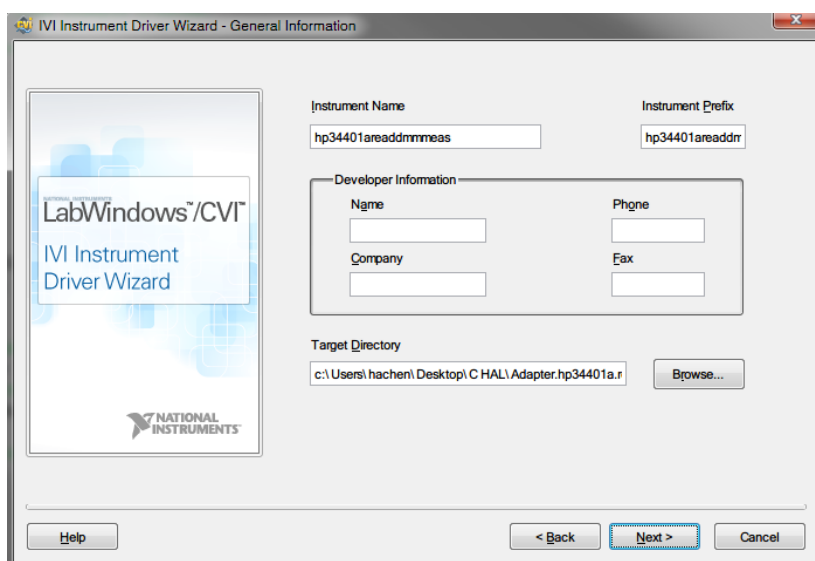 IVI Instrument Driver Wizard - General Information
Instrument Name
Instrument Prefix
hp34401areaddmmmeas
hp34401areaddm
Developer Information
Name
Phone
Company
Fax
NATIONAL INSTRUMENTS
LabWindows™/CVI™
IVI Instrument
Driver Wizard
Target Directory
c:\Users\hachen\Desktop\C HAL\Adapter.hp34401a.r
Browse...
NATIONAL
INSTRUMENTS
Help
< Back
Next >
Cancel